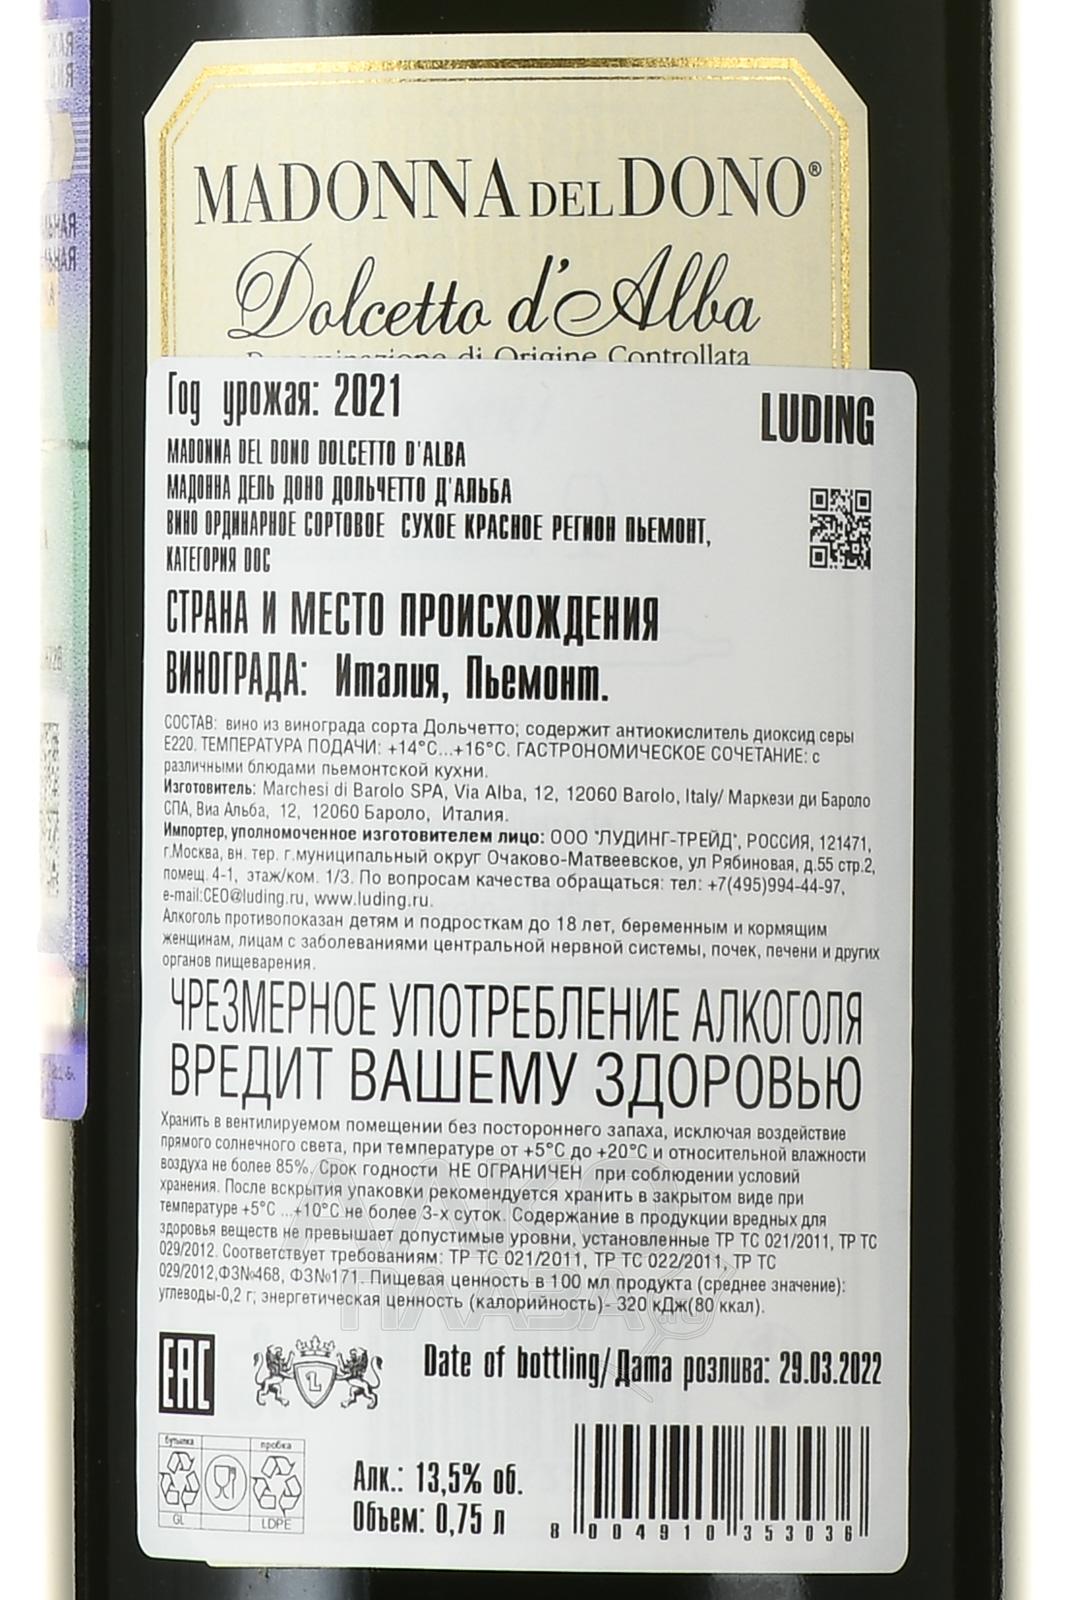 MADONNA DEL DONO®
Dolcetto d'Alba
Denominazione di Origine Controllata
Год урожая: 2021
LUDING
MADONNA DEL DONO DOLCETTO D'ALBA
МАДОННА ДЕЛЬ ДОНО ДОЛЬЧЕТТО Д'АЛЬБА
ВИНО ОРДИНАРНОЕ СОРТОВОЕ СУХОЕ КРАСНОЕ РЕГИОН ПЬЕМОНТ,
КАТЕГОРИЯ DOC
СТРАНА И МЕСТО ПРОИСХОЖДЕНИЯ
ВИНОГРАДА: Италия, Пьемонт.
СОСТАВ: вино из винограда сорта Дольчетто; содержит антиокислитель диоксид серы
Е220. ТЕМПЕРАТУРА ПОДАЧИ: +14°С...+16°С. ГАСТРОНОМИЧЕСКОЕ СОЧЕТАНИЕ: с
различными блюдами пьемонтской кухни.
Изготовитель: Marchesi di Barolo SPA, Via Alba, 12, 12060 Barolo, Italy/ Маркези ди Бароло
СПА, Виа Альба, 12, 12060 Бароло, Италия.
Импортер, уполномоченное изготовителем лицо: ООО "ЛУДИНГ-ТРЕЙД", РОССИЯ, 121471,
г.Москва, вн. тер. г.муниципальный округ Очаково-Матвеевское, ул Рябиновая, д.55 стр.2,
помещ. 4-1, этаж/ком. 1/3. По вопросам качества обращаться: тел: +7(495)994-44-97,
e-mail:CEO@luding.ru, www.luding.ru.
Алкоголь противопоказан детям и подросткам до 18 лет, беременным и кормящим
женщинам, лицам с заболеваниями центральной нервной системы, почек, печени и других
органов пищеварения.
ЧРЕЗМЕРНОЕ УПОТРЕБЛЕНИЕ АЛКОГОЛЯ
ВРЕДИТ ВАШЕМУ ЗДОРОВЬЮ
Хранить в вентилируемом помещении без постороннего запаха, исключая воздействие
прямого солнечного света, при температуре от +5°С до +20°С и относительной влажности
воздуха не более 85%. Срок годности НЕ ОГРАНИЧЕН при соблюдении условий
хранения. После вскрытия упаковки рекомендуется хранить в закрытом виде при
температуре +5°С ...+10°С не более 3-х суток. Содержание в продукции вредных для
здоровья веществ не превышает допустимые уровни, установленные ТР ТС 021/2011, ТР ТС
029/2012. Соответствует требованиям: ТР ТС 021/2011, ТР ТС 022/2011, ТР ТС
029/2012,ФЗ№468, ФЗ№171. Пищевая ценность в 100 мл продукта (среднее значение):
углеводы-0,2 г; энергетическая ценность (калорийность)- 320 кДж(80 ккал).
АЛКО
ПЛАЗА.ru
EAC
L
Date of bottling/Дата розлива: 29.03.2022
бутылка
пробка
GL
LDPE
Алк.: 13,5% об.
Объем: 0,75 л
8 004910 353036